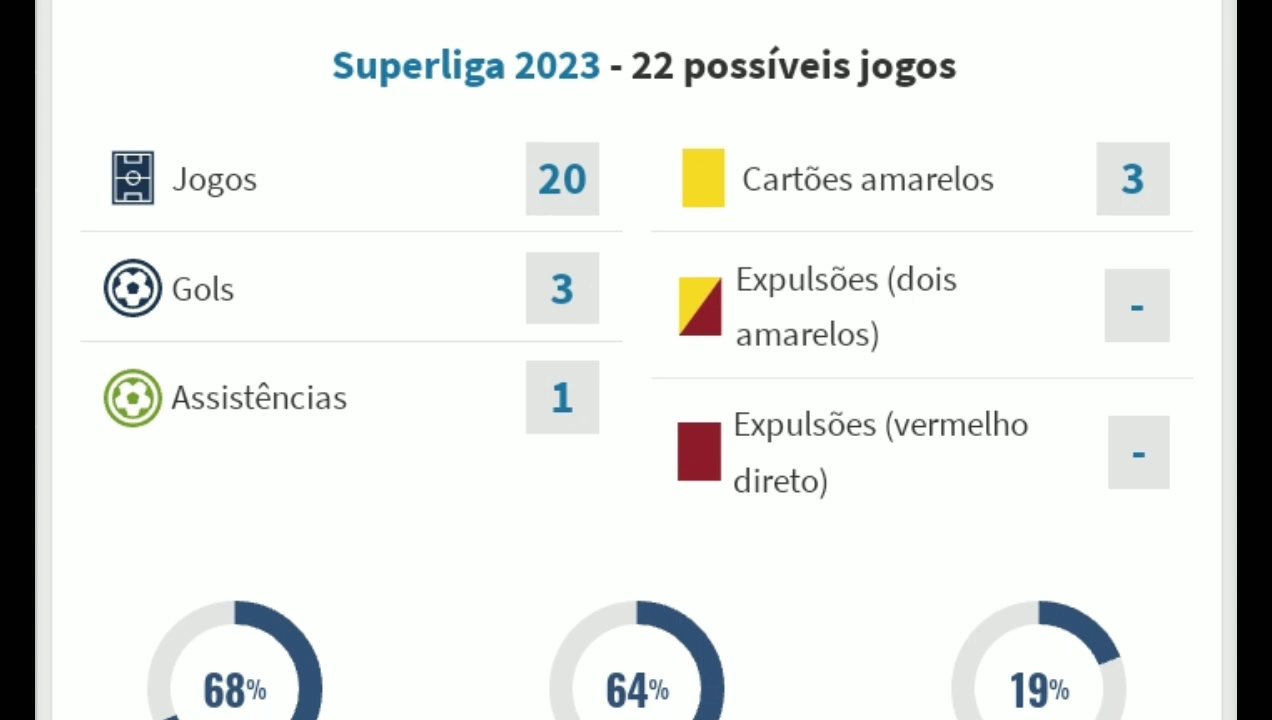 Superliga 2023 - 22 possíveis jogos
Jogos 20
Gols 3
Assistências 1
Cartões amarelos 3
Expulsões (dois
amarelos) -
Expulsões (vermelho
direto) -
68% 64% 19%